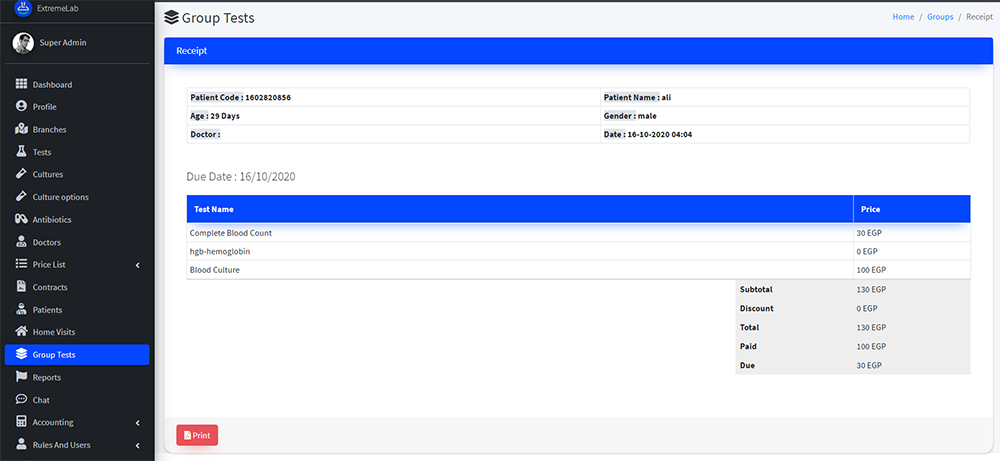 ExtremeLab
Super Admin
Dashboard
Profile
Branches
Tests
Cultures
Culture options
Antibiotics
Doctors
Price List
Contracts
Patients
Home Visits
Group Tests
Reports
Chat
Accounting
Rules And Users
Group Tests
Home / Groups / Receipt
Receipt
Patient Code : 1602820856 Patient Name : ali
Age : 29 Days Gender : male
Doctor : Date : 16-10-2020 04:04
Due Date : 16/10/2020
Test Name Price
Complete Blood Count 30 EGP
hgb-hemoglobin 0 EGP
Blood Culture 100 EGP
Subtotal 130 EGP
Discount 0 EGP
Total 130 EGP
Paid 100 EGP
Due 30 EGP
Print